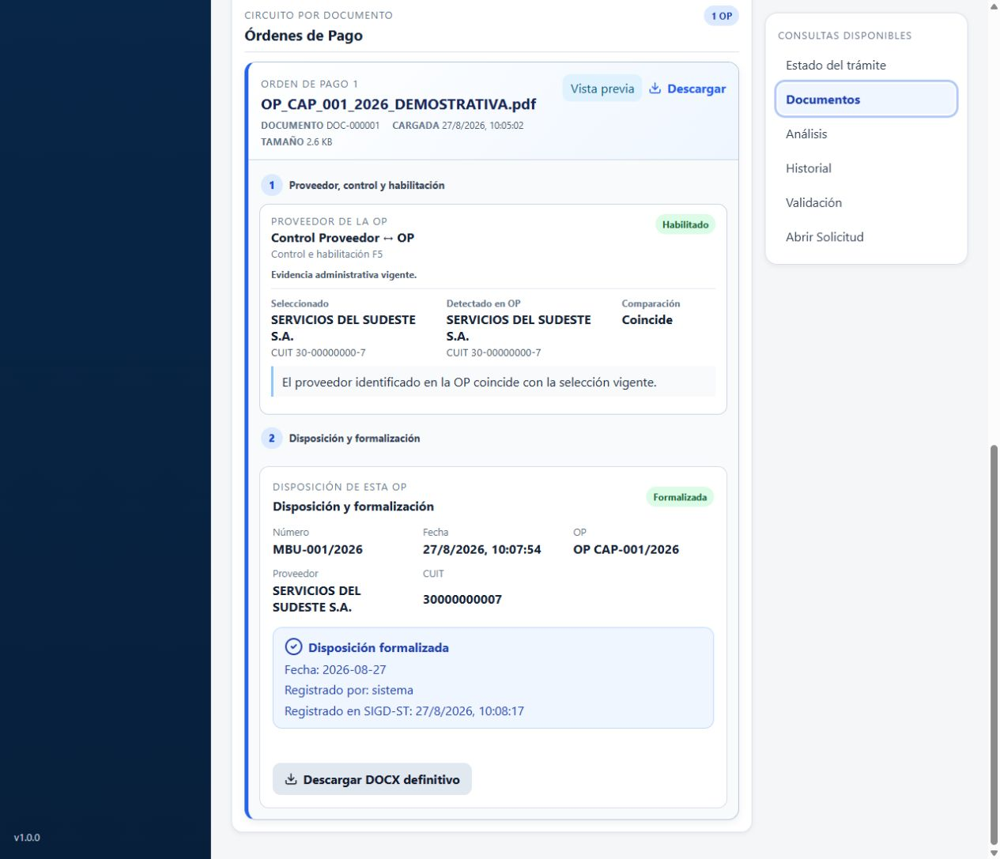 CIRCUITO POR DOCUMENTO
1 OP
Órdenes de Pago
ORDEN DE PAGO 1
Vista previa
Descargar
OP_CAP_001_2026_DEMOSTRATIVA.pdf
DOCUMENTO DOC-000001 CARGADA 27/8/2026, 10:05:02
TAMAÑO 2.6 KB
1 Proveedor, control y habilitación
PROVEEDOR DE LA OP
Habilitado
Control Proveedor ↔ OP
Control e habilitación F5
Evidencia administrativa vigente.
Seleccionado
SERVICIOS DEL SUDESTE
S.A.
CUIT 30-00000000-7
Detectado en OP
SERVICIOS DEL SUDESTE
S.A.
CUIT 30-00000000-7
Comparación
Coincide
El proveedor identificado en la OP coincide con la selección vigente.
2 Disposición y formalización
DISPOSICIÓN DE ESTA OP
Formalizada
Disposición y formalización
Número
MBU-001/2026
Fecha
27/8/2026, 10:07:54
OP
OP CAP-001/2026
Proveedor
SERVICIOS DEL
SUDESTE S.A.
CUIT
30000000007
Disposición formalizada
Fecha: 2026-08-27
Registrado por: sistema
Registrado en SIGD-ST: 27/8/2026, 10:08:17
Descargar DOCX definitivo
CONSULTAS DISPONIBLES
Estado del trámite
Documentos
Análisis
Historial
Validación
Abrir Solicitud
v1.0.0